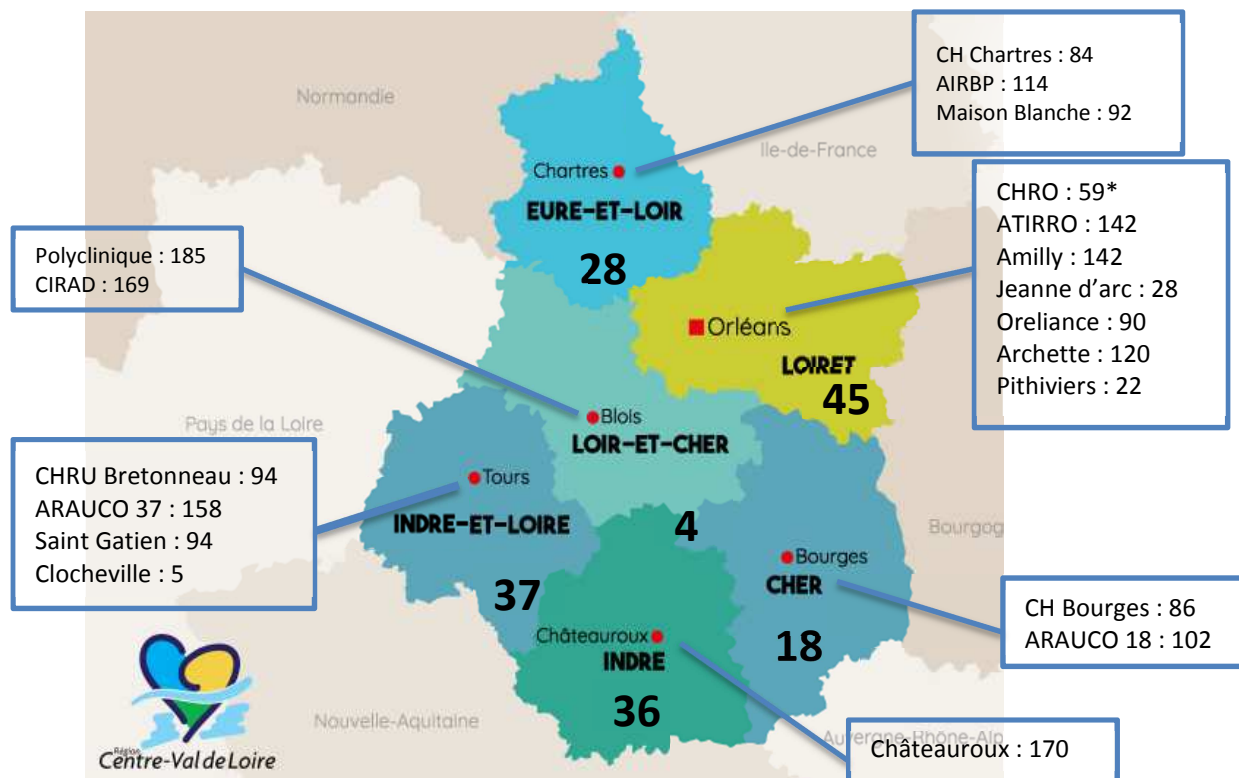 CH Chartres : 84
AIRBP : 114
Maison Blanche : 92
Normandie
Ile-de-France
Chartres
EURE-ET-LOIR
28
CHRO : 59*
ATIRRO : 142
Amilly : 142
Jeanne d’arc : 28
Oreliance : 90
Archette : 120
Pithiviers : 22
Polyclinique : 185
CIRAD : 169
Orléans
LOIRET
45
Pays de la Loire
Blois
LOIR-ET-CHER
4
CHRU Bretonneau : 94
ARAUCO 37 : 158
Saint Gatien : 94
Clocheville : 5
Tours
INDRE-ET-LOIRE
37
Bourgog
Bourges
CHER
18
CH Bourges : 86
ARAUCO 18 : 102
Châteauroux
INDRE
36
Nouvelle-Aquitaine
Auvergne-Rhône-Alp
Châteauroux : 170
Région
Centre-Val de Loire